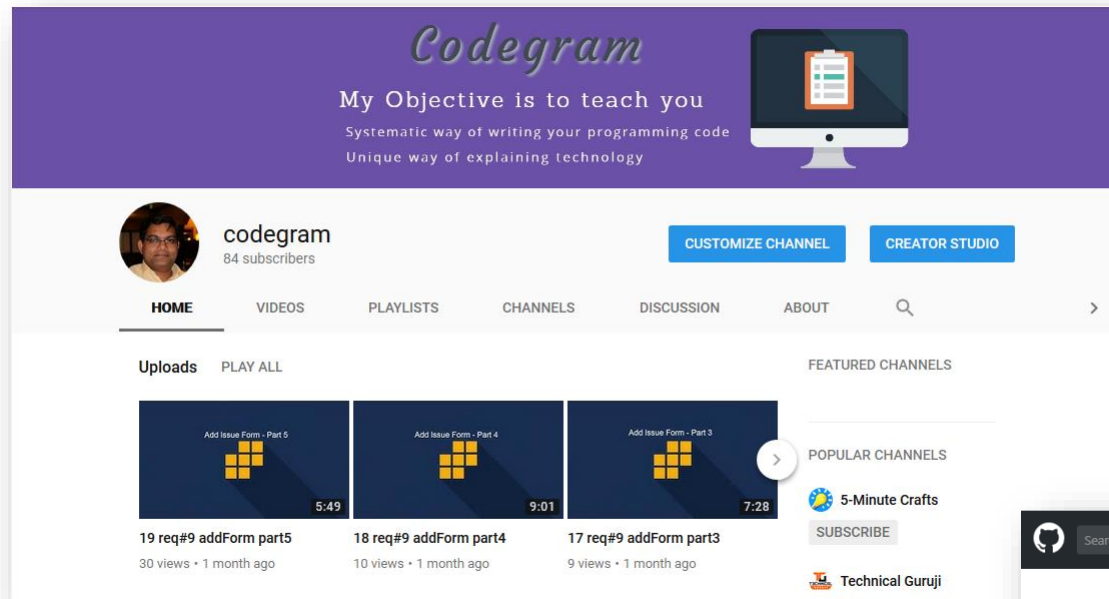 Codegram
My Objective is to teach you
Systematic way of writing your programming code
Unique way of explaining technology
codegram
84 subscribers
CUSTOMIZE CHANNEL
CREATOR STUDIO
HOME VIDEOS PLAYLISTS CHANNELS DISCUSSION ABOUT
Uploads PLAY ALL
FEATURED CHANNELS
Add Issue Form - Part 5
5:49
Add Issue Form - Part 4
9:01
Add Issue Form - Part 3
7:28
19 req#9 addForm part5
30 views • 1 month ago
18 req#9 addForm part4
10 views • 1 month ago
17 req#9 addForm part3
9 views • 1 month ago
POPULAR CHANNELS
5-Minute Crafts
SUBSCRIBE
Technical Guruji
Sear